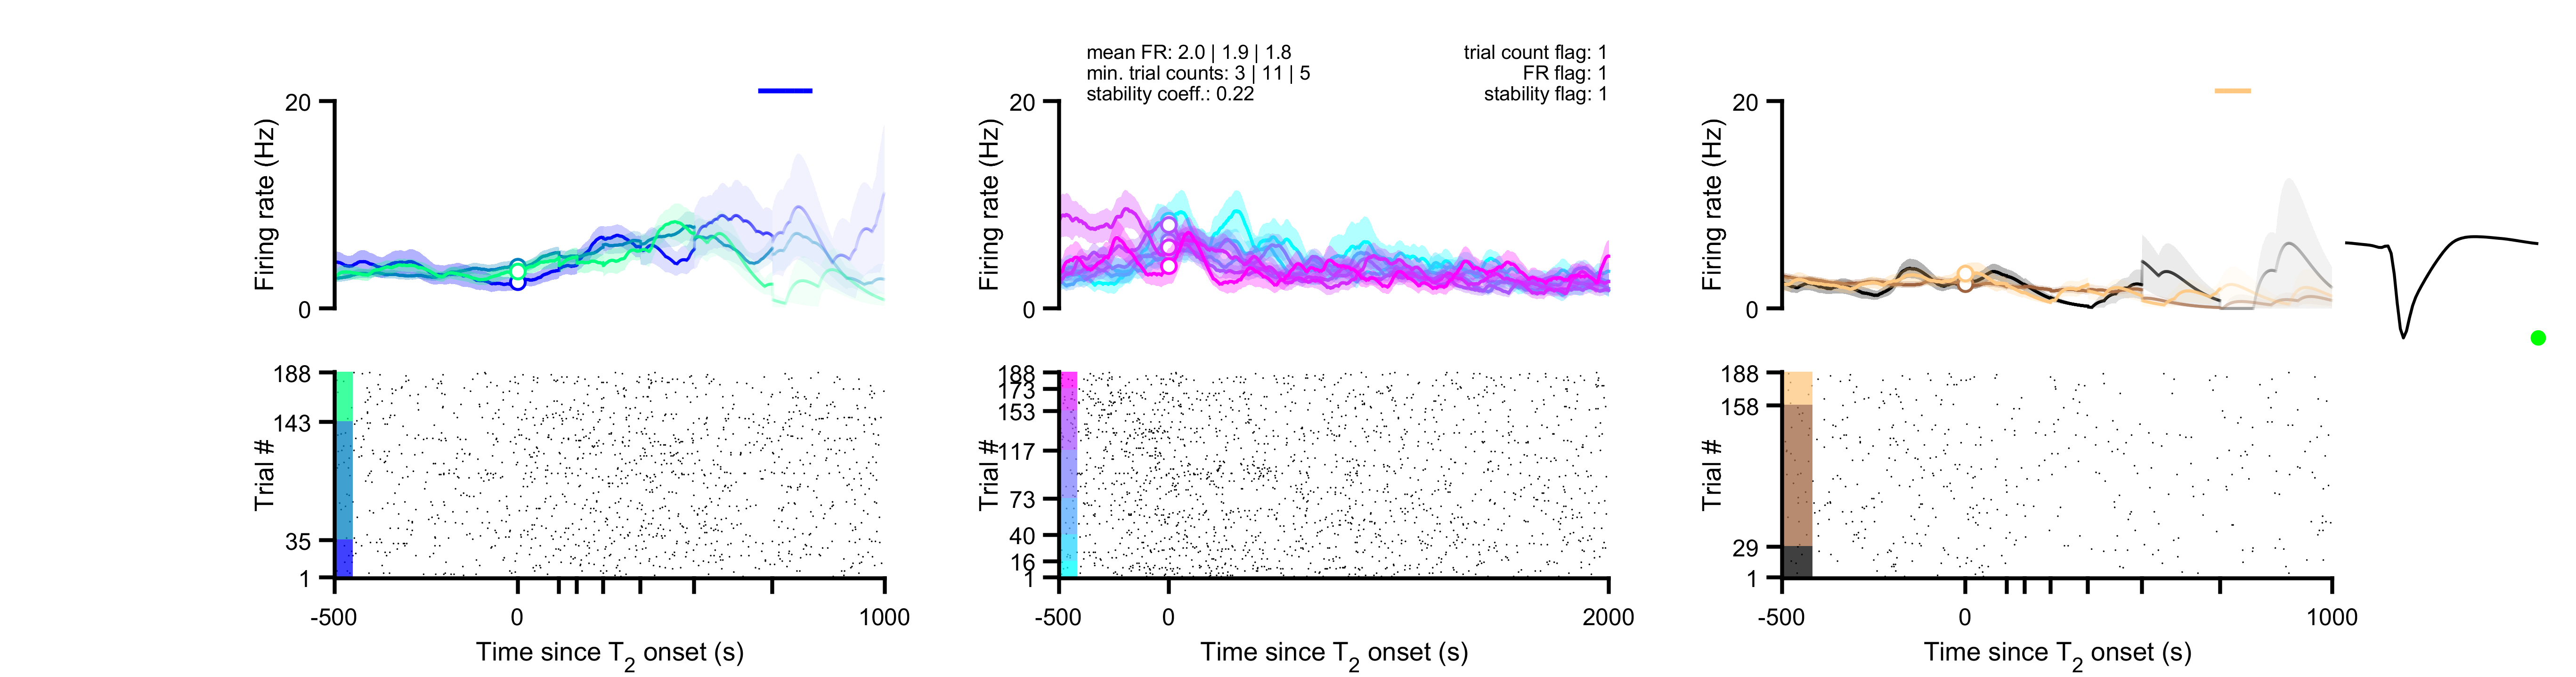 mean FR: 2.0 | 1.9 | 1.8
min. trial counts: 3 | 11 | 5
stability coeff.: 0.22
trial count flag: 1
FR flag: 1
stability flag: 1
20
0
Firing rate (Hz)
188
143
35
1
Trial #
-500
0
1000
Time since T2 onset (s)
20
0
Firing rate (Hz)
188
173
153
117
73
40
16
1
Trial #
-500
0
2000
Time since T2 onset (s)
20
0
Firing rate (Hz)
188
158
29
1
Trial #
-500
0
1000
Time since T2 onset (s)